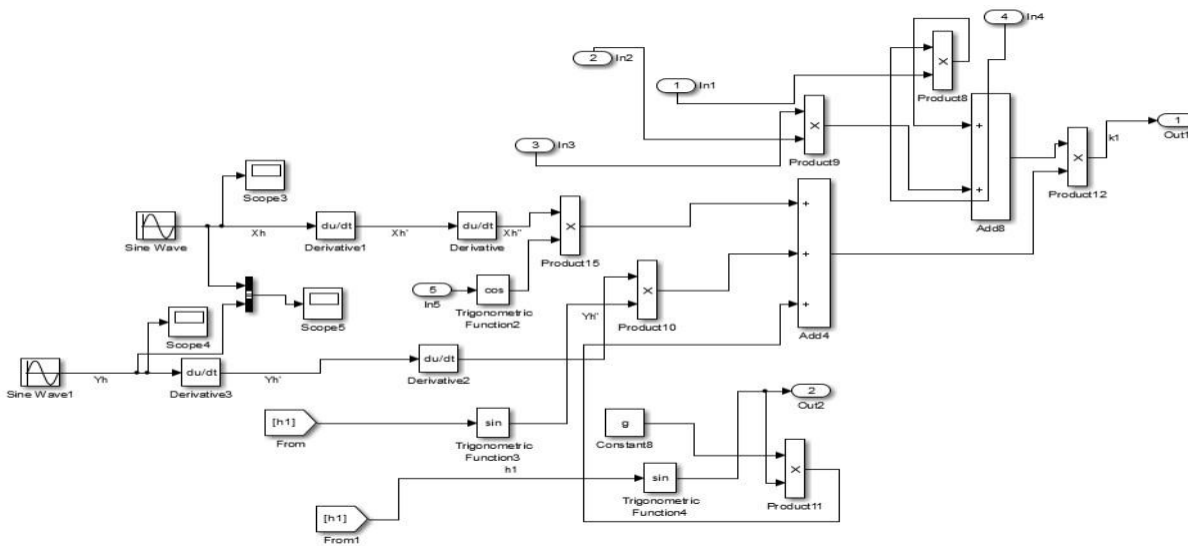 4
In4
2
In2
X
Product8
1
In1
+
X
Product9
3
In3
1
Out1
k1
X
Product12
+
Add8
Scope3
Sine Wave
Xh
du/dt
Derivative1
Xh'
du/dt
Derivative
Xh''
X
Product15
+
5
In5
cos
Trigonometric
Function2
X
Product10
+
Scope5
Scope4
Yh''
+
Add4
Sine Wave1
Yh
du/dt
Derivative3
Yh'
du/dt
Derivative2
2
Out2
[h1]
From
sin
Trigonometric
Function3
h1
g
Constant8
X
Product11
sin
Trigonometric
Function4
[h1]
From1